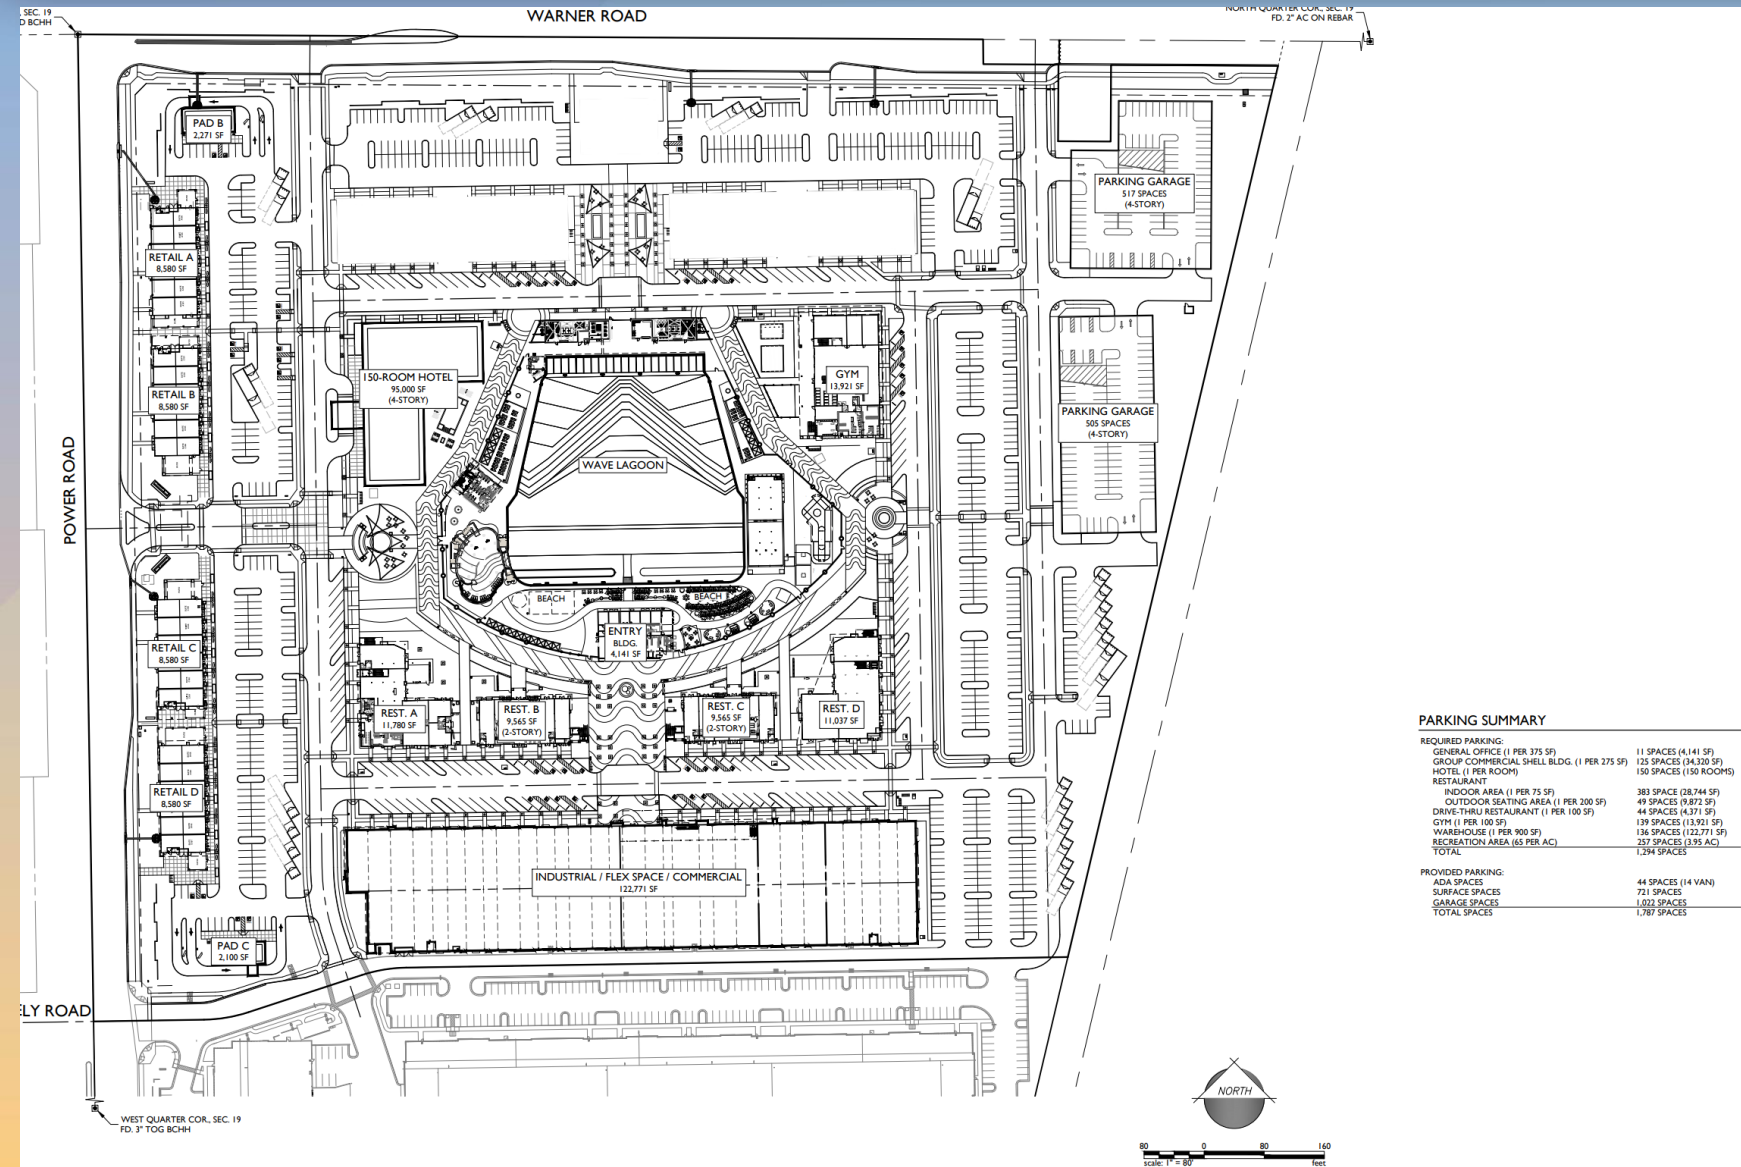 WARNER ROAD
, SEC. 19
D BCHH
NORTH QUARTER COR., SEC. 19
FD. 2" AC ON REBAR
PAD B
2,271 SF
PARKING GARAGE
517 SPACES
(4-STORY)
RETAIL A
8,580 SF
150-ROOM HOTEL
95,000 SF
(4-STORY)
GYM
13,921 SF
RETAIL B
8,580 SF
PARKING GARAGE
505 SPACES
(4-STORY)
POWER ROAD
WAVE LAGOON
BEACH
BEACH
ENTRY
BLDG.
4,141 SF
RETAIL C
8,580 SF
REST. A
11,780 SF
REST. B
9,565 SF
(2-STORY)
REST. C
9,565 SF
(2-STORY)
REST. D
11,037 SF
RETAIL D
8,580 SF
INDUSTRIAL / FLEX SPACE / COMMERCIAL
122,771 SF
PAD C
2,100 SF
ELY ROAD
WEST QUARTER COR., SEC. 19
FD. 3" TOG BCHH
PARKING SUMMARY
REQUIRED PARKING:
GENERAL OFFICE (1 PER 375 SF) 11 SPACES (4,141 SF)
GROUP COMMERCIAL SHELL BLDG. (1 PER 275 SF) 125 SPACES (34,320 SF)
HOTEL (1 PER ROOM) 150 SPACES (150 ROOMS)
RESTAURANT
INDOOR AREA (1 PER 75 SF) 383 SPACE (28,744 SF)
OUTDOOR SEATING AREA (1 PER 200 SF) 49 SPACES (9,872 SF)
DRIVE-THRU RESTAURANT (1 PER 100 SF) 44 SPACES (4,371 SF)
GYM (1 PER 100 SF) 139 SPACES (13,921 SF)
WAREHOUSE (1 PER 900 SF) 136 SPACES (122,771 SF)
RECREATION AREA (65 PER AC) 257 SPACES (3.95 AC)
TOTAL 1,294 SPACES
PROVIDED PARKING:
ADA SPACES 44 SPACES (14 VAN)
SURFACE SPACES 721 SPACES
GARAGE SPACES 1,022 SPACES
TOTAL SPACES 1,787 SPACES
NORTH
80 0 80 160
scale: 1" = 80' feet